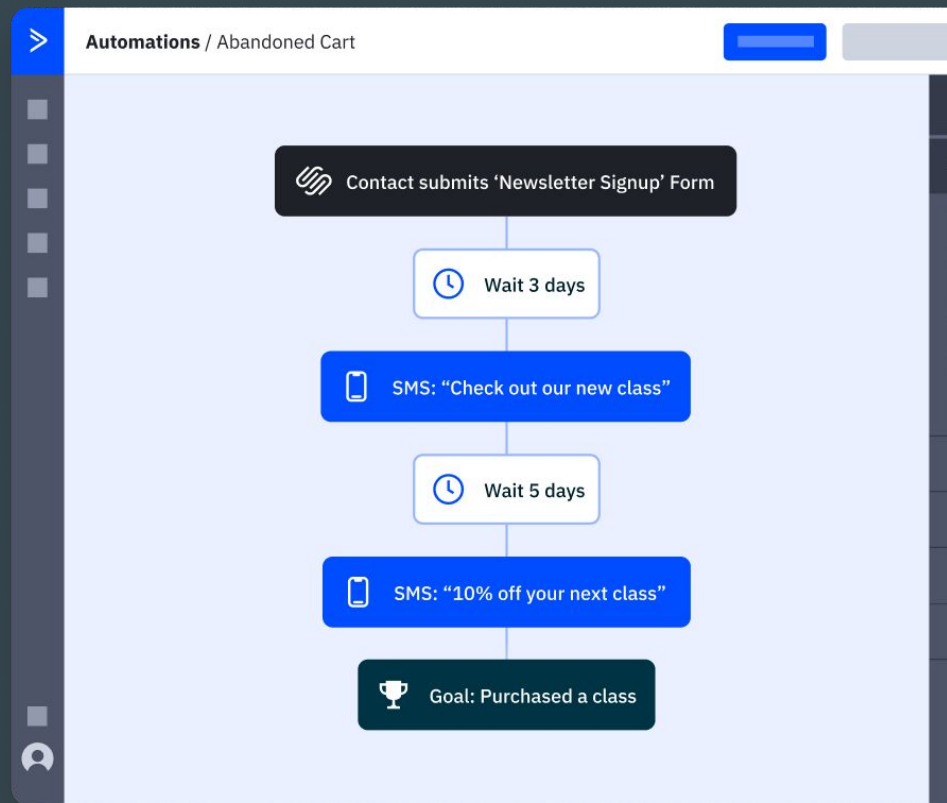 Automations / Abandoned Cart
Contact submits ‘Newsletter Signup’ Form
Wait 3 days
SMS: “Check out our new class”
Wait 5 days
SMS: “10% off your next class”
Goal: Purchased a class